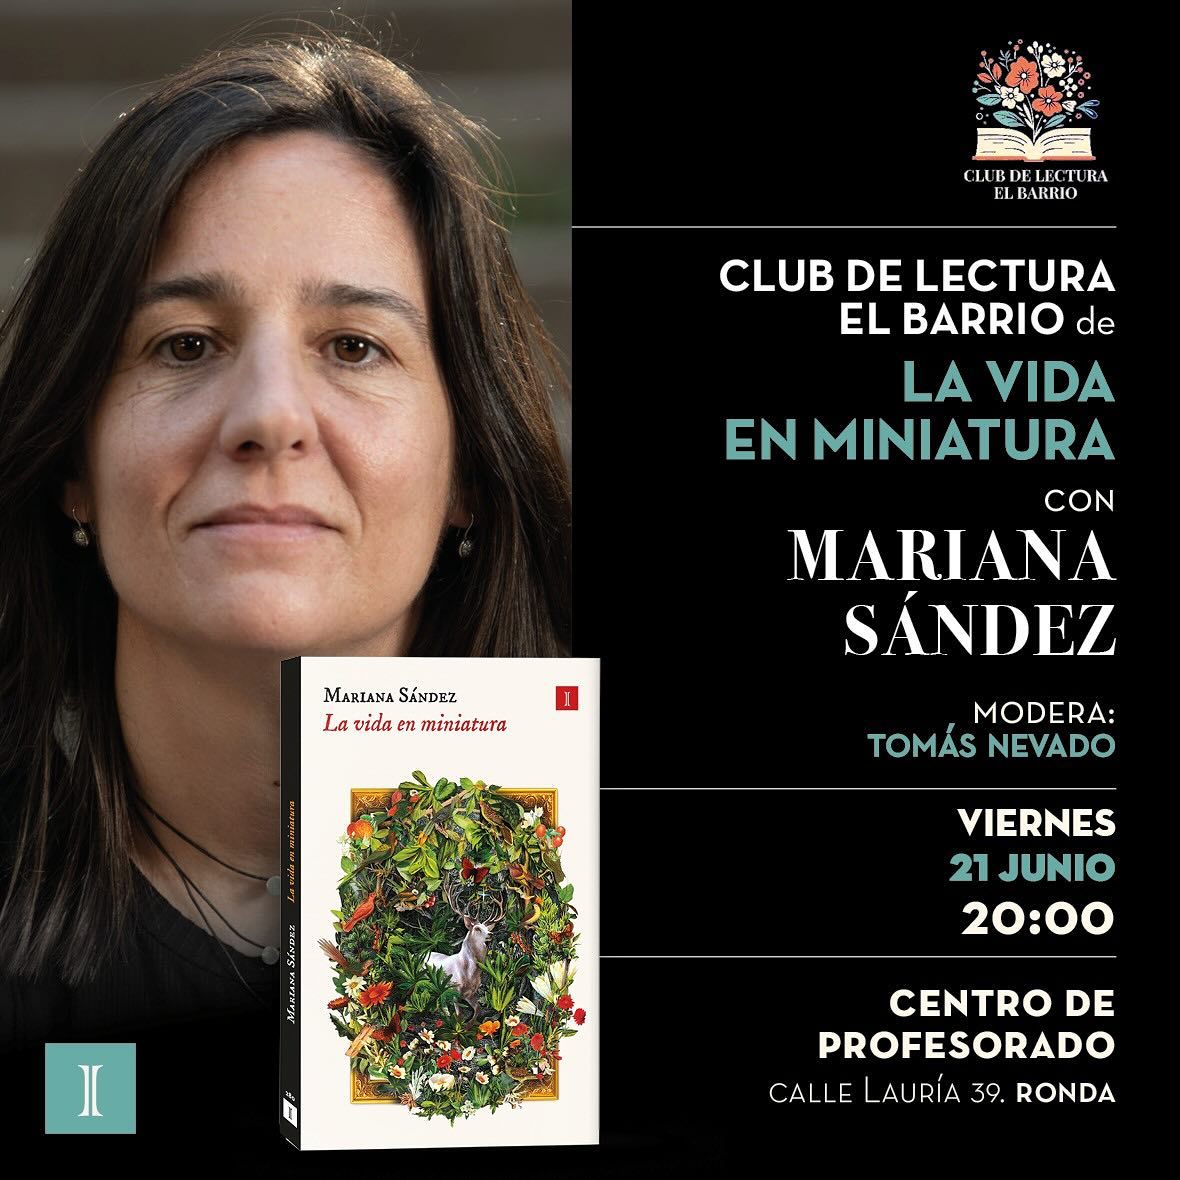 CLUB DE LECTURA
EL BARRIO
CLUB DE LECTURA
EL BARRIO de
LA VIDA
EN MINIATURA
CON
MARIANA
SÁNDEZ
MODERA:
TOMÁS NEVADO
VIERNES
21 JUNIO
20:00
CENTRO DE
PROFESORADO
CALLE LAURÍA 39. RONDA
MARIANA SÁNDEZ
La vida en miniatura
I
MARIANA SÁNDEZ La vida en miniatura
I
I